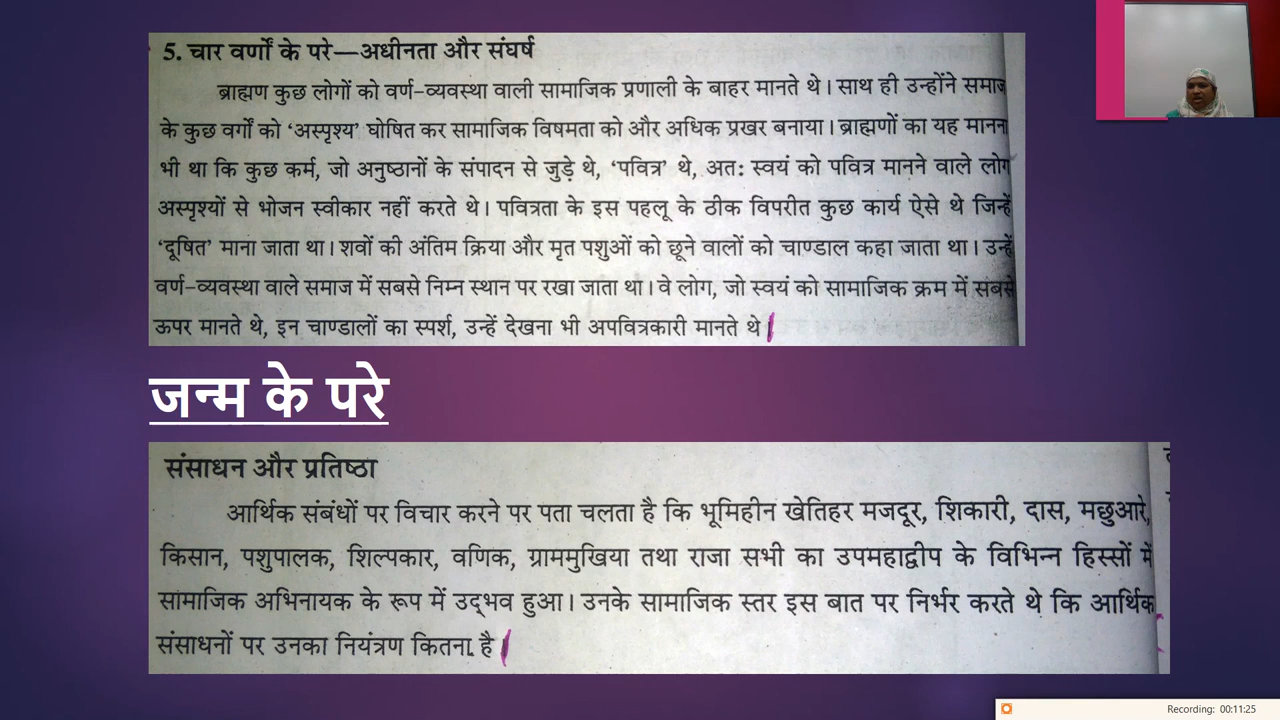 5. चार वर्णों के परे—अधीनता और संघर्ष
ब्राह्मण कुछ लोगों को वर्ण-व्यवस्था वाली सामाजिक प्रणाली के बाहर मानते थे। साथ ही उन्होंने समाज
के कुछ वर्गों को ‘अस्पृश्य’ घोषित कर सामाजिक विषमता को और अधिक प्रखर बनाया। ब्राह्मणों का यह मानना
भी था कि कुछ कर्म, जो अनुष्ठानों के संपादन से जुड़े थे, ‘पवित्र’ थे, अतः स्वयं को पवित्र मानने वाले लोग
अस्पृश्यों से भोजन स्वीकार नहीं करते थे। पवित्रता के इस पहलू के ठीक विपरीत कुछ कार्य ऐसे थे जिन्हें
‘दूषित’ माना जाता था। शवों की अंतिम क्रिया और मृत पशुओं को छूने वालों को चाण्डाल कहा जाता था। उन्हें
वर्ण-व्यवस्था वाले समाज में सबसे निम्न स्थान पर रखा जाता था। वे लोग, जो स्वयं को सामाजिक क्रम में सबसे
ऊपर मानते थे, इन चाण्डालों का स्पर्श, उन्हें देखना भी अपवित्रकारी मानते थे।
जन्म के परे
संसाधन और प्रतिष्ठा
आर्थिक संबंधों पर विचार करने पर पता चलता है कि भूमिहीन खेतिहर मजदूर, शिकारी, दास, मछुआरे,
किसान, पशुपालक, शिल्पकार, वणिक, ग्राममुखिया तथा राजा सभी का उपमहाद्वीप के विभिन्न हिस्सों में
सामाजिक अभिनायक के रूप में उद्‌भव हुआ। उनके सामाजिक स्तर इस बात पर निर्भर करते थे कि आर्थिक
संसाधनों पर उनका नियंत्रण कितना है।
Recording: 00:11:25